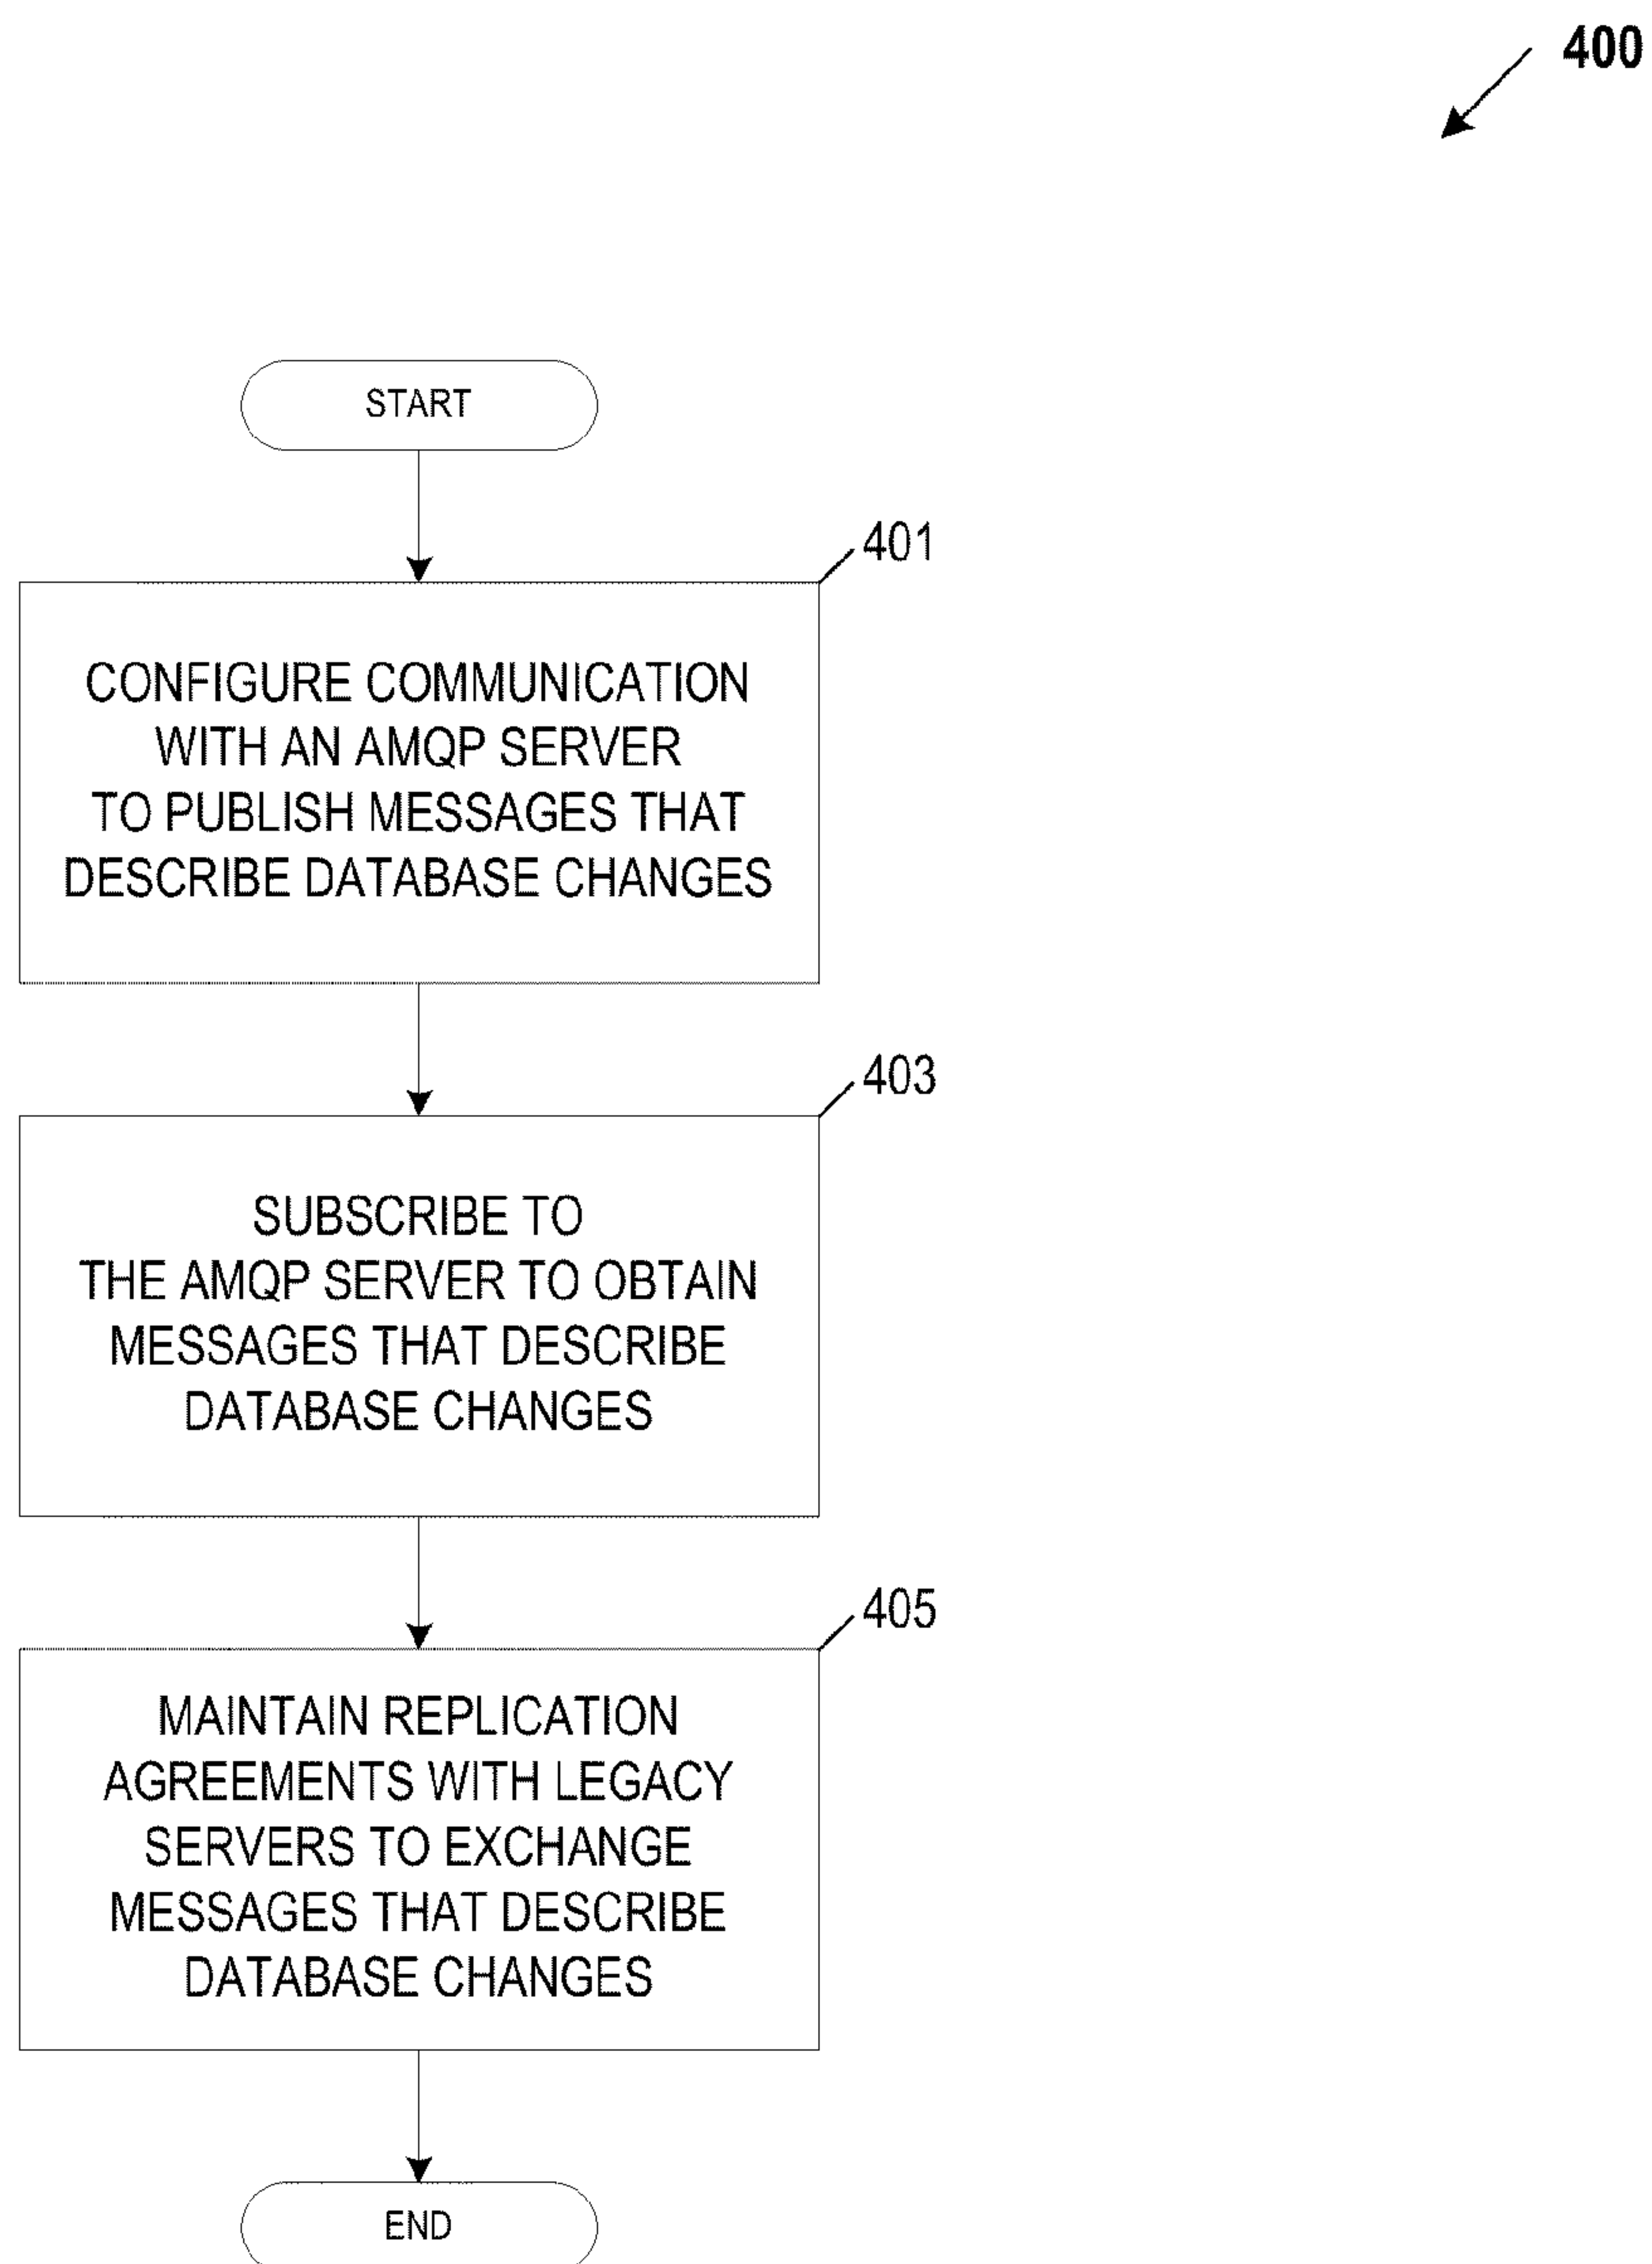 400
START
401
CONFIGURE COMMUNICATION
WITH AN AMQP SERVER
TO PUBLISH MESSAGES THAT
DESCRIBE DATABASE CHANGES
403
SUBSCRIBE TO
THE AMQP SERVER TO OBTAIN
MESSAGES THAT DESCRIBE
DATABASE CHANGES
405
MAINTAIN REPLICATION
AGREEMENTS WITH LEGACY
SERVERS TO EXCHANGE
MESSAGES THAT DESCRIBE
DATABASE CHANGES
END